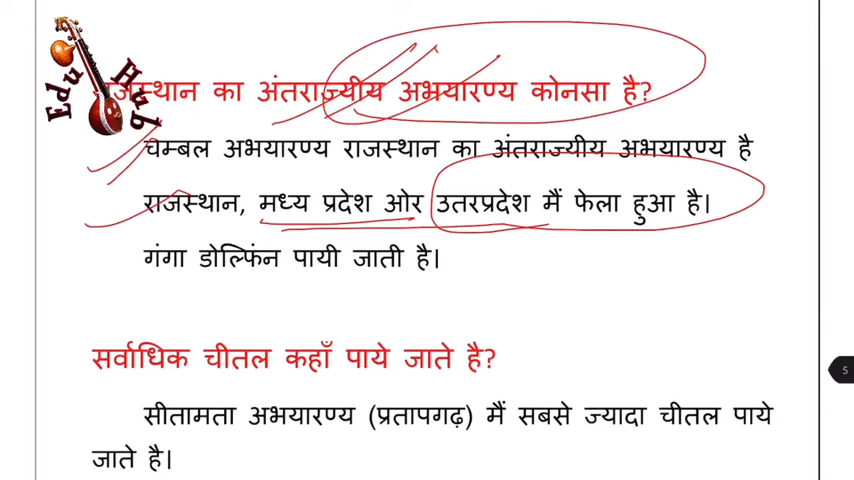 Edu Hub
राजस्थान का अंतराज्यीय अभयारण्य कोनसा है?
चम्बल अभयारण्य राजस्थान का अंतराज्यीय अभयारण्य है
राजस्थान, मध्य प्रदेश ओर उतरप्रदेश मैं फेला हुआ है।
गंगा डोल्फिंन पायी जाती है।
सर्वाधिक चीतल कहाँ पाये जाते है?
सीतामता अभयारण्य (प्रतापगढ़) मैं सबसे ज्यादा चीतल पाये
जाते है।
5